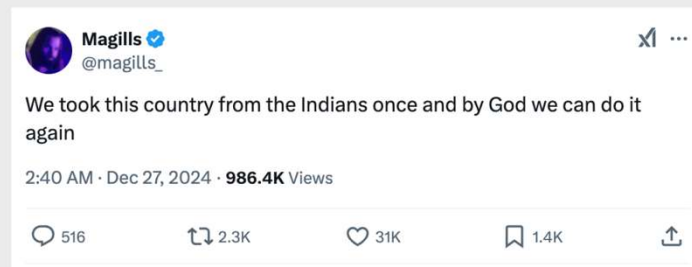 Magills
@magills_
We took this country from the Indians once and by God we can do it
again
2:40 AM · Dec 27, 2024 · 986.4K Views
516 2.3K 31K 1.4K